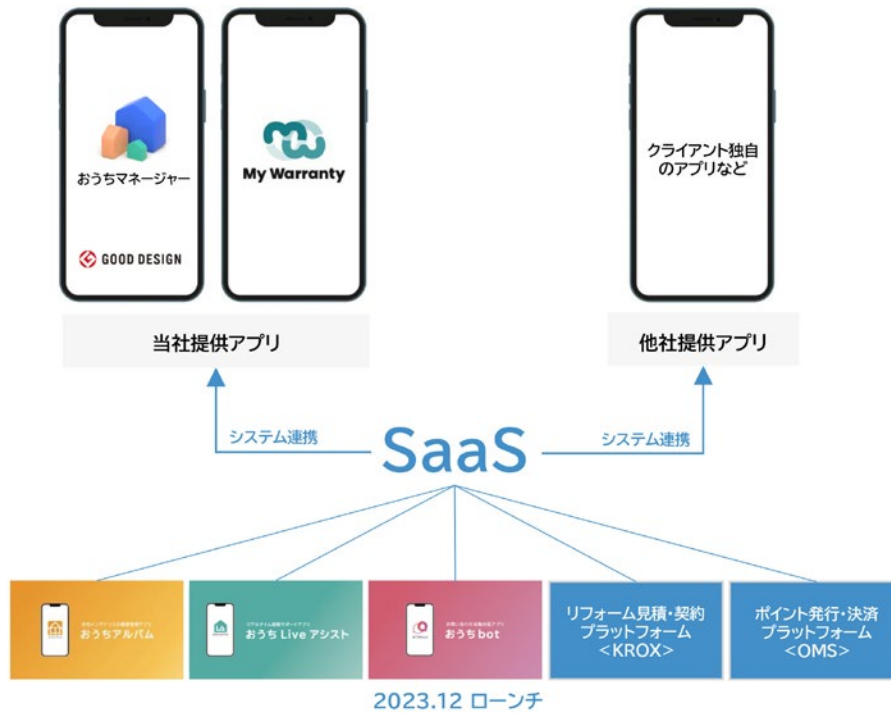 おうちマネージャー
GOOD DESIGN
My Warranty
クライアント独自
のアプリなど
当社提供アプリ
他社提供アプリ
システム連携
SaaS
システム連携
おうちアルバム
おうち Live アシスト
おうち bot
リフォーム見積・契約
プラットフォーム
<KROX>
ポイント発行・決済
プラットフォーム
<OMS>
2023.12 ローンチ